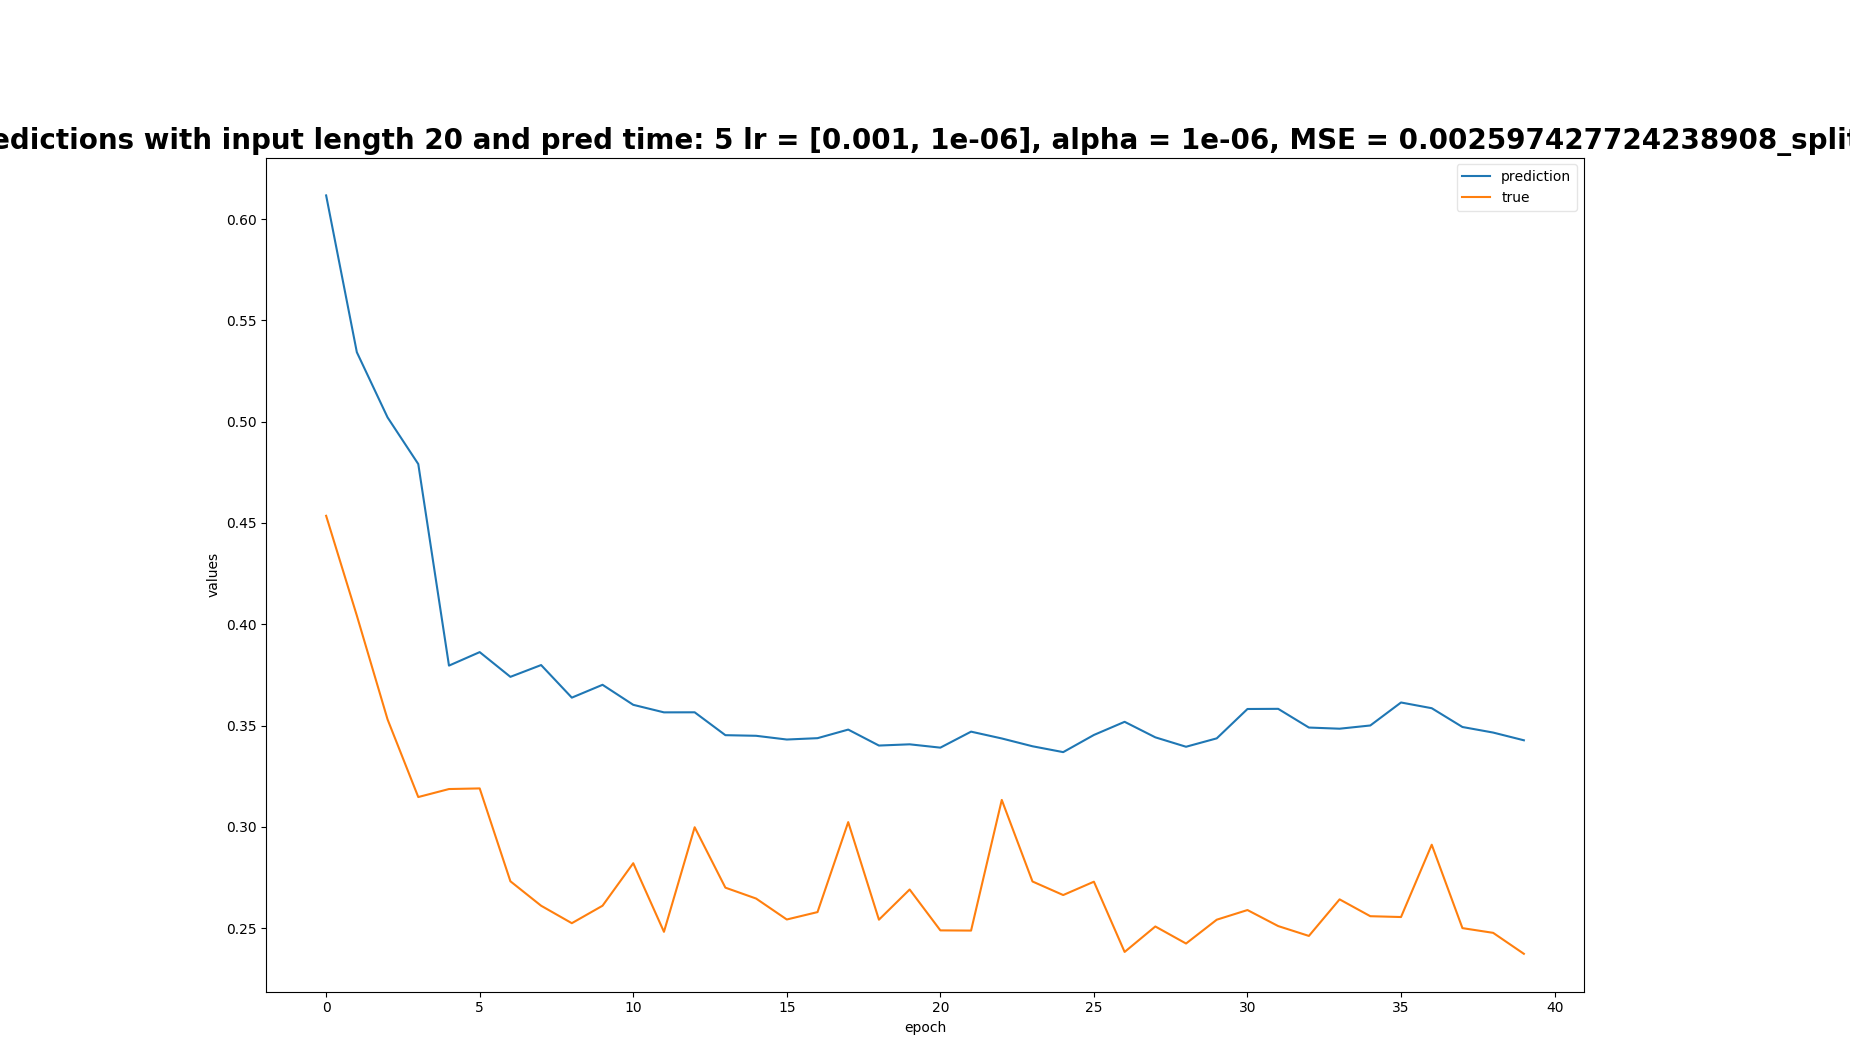 edictions with input length 20 and pred time: 5 lr = [0.001, 1e-06], alpha = 1e-06, MSE = 0.002597427724238908_split
prediction
true
0.60
0.55
0.50
0.45
0.40
0.35
0.30
0.25
values
0 5 10 15 20 25 30 35 40
epoch